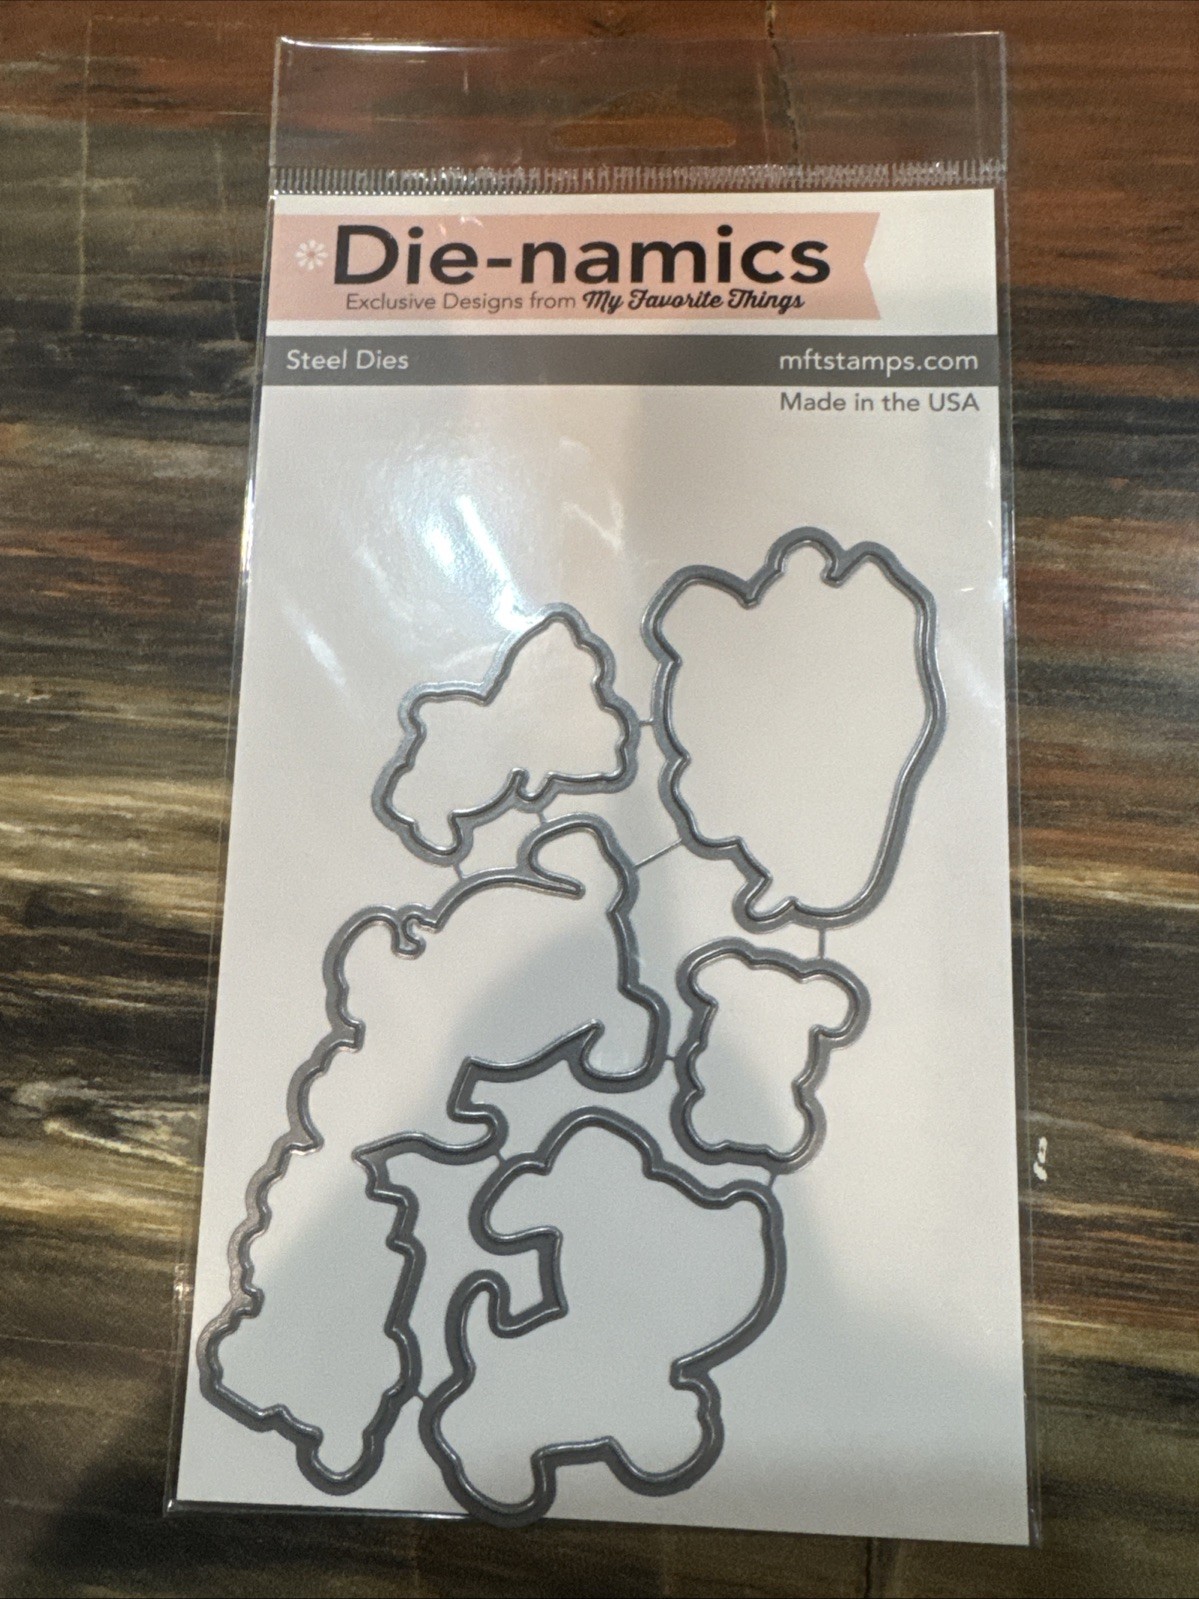 Die-namics
Exclusive Designs from My Favorite Things
Steel Dies
mftstamps.com
Made in the USA